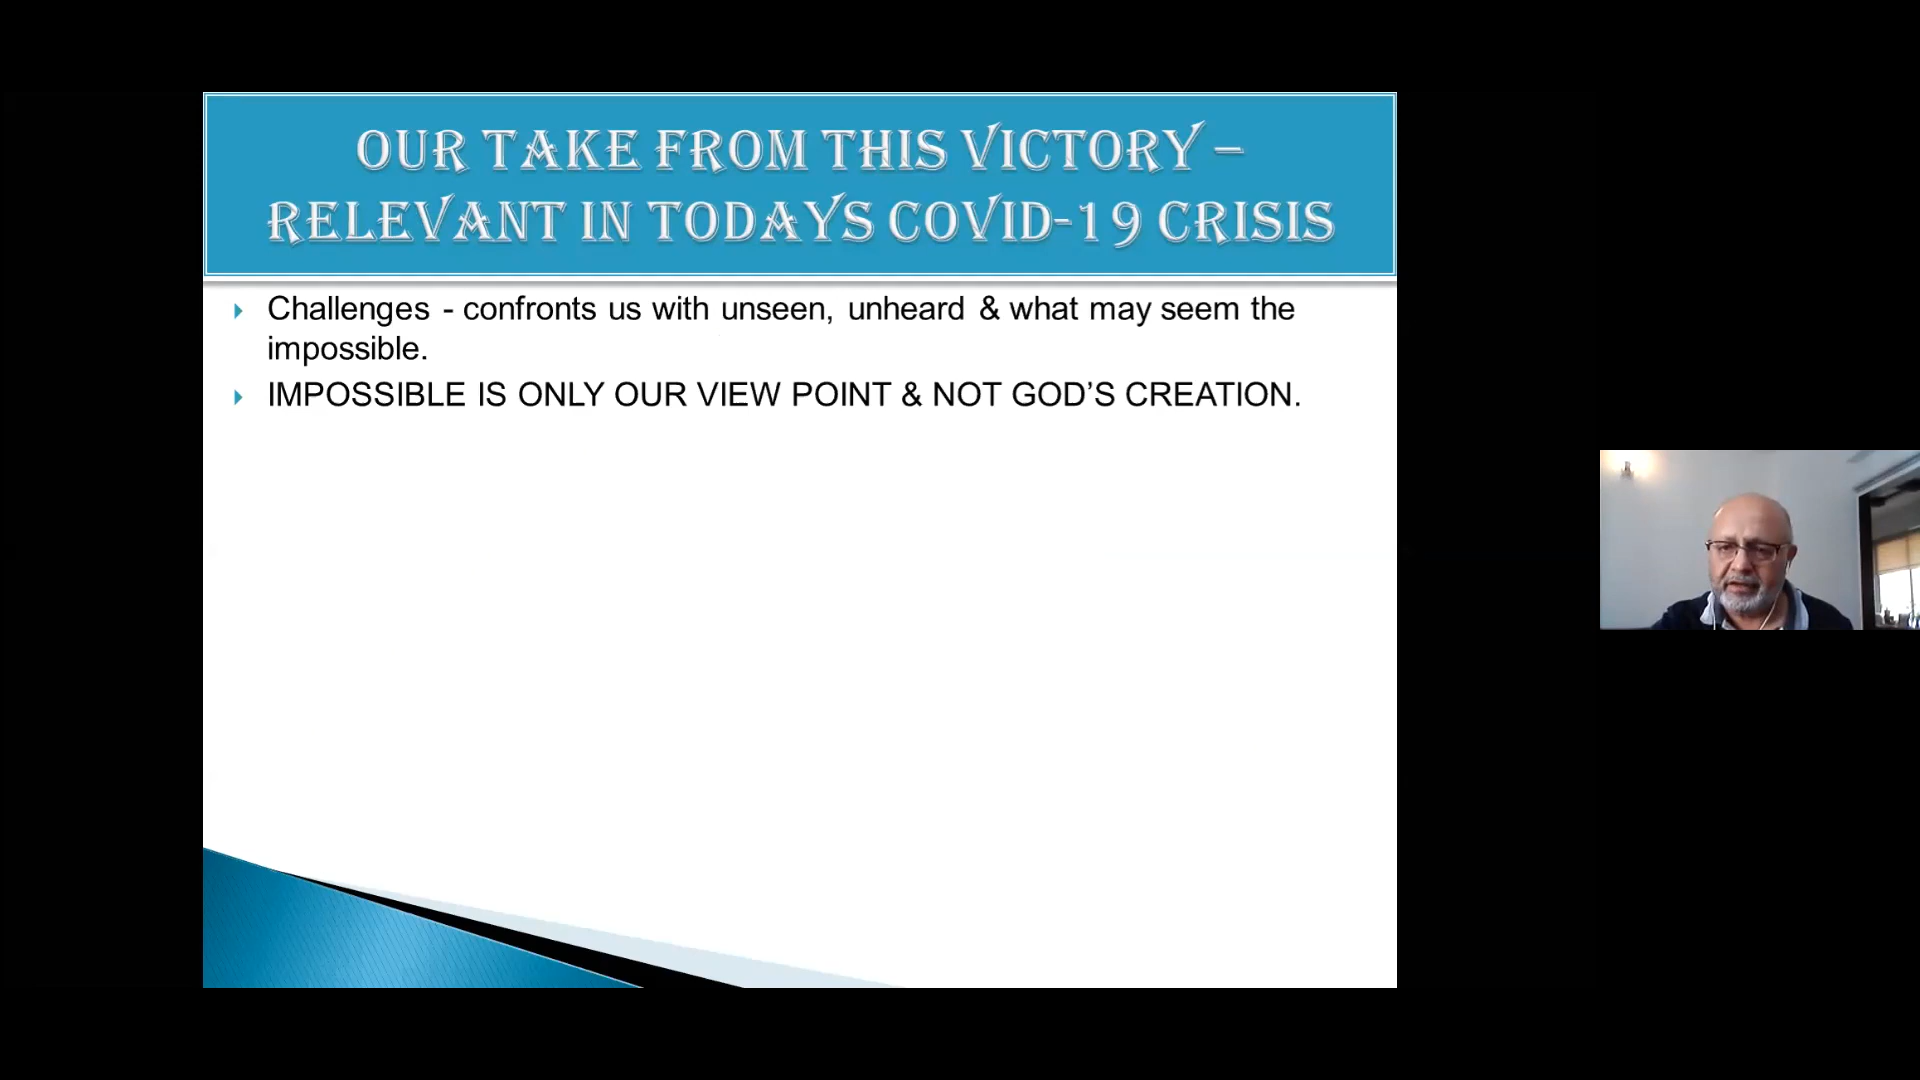 OUR TAKE FROM THIS VICTORY –
RELEVANT IN TODAYS COVID-19 CRISIS
Challenges - confronts us with unseen, unheard & what may seem the
impossible.
IMPOSSIBLE IS ONLY OUR VIEW POINT & NOT GOD’S CREATION.